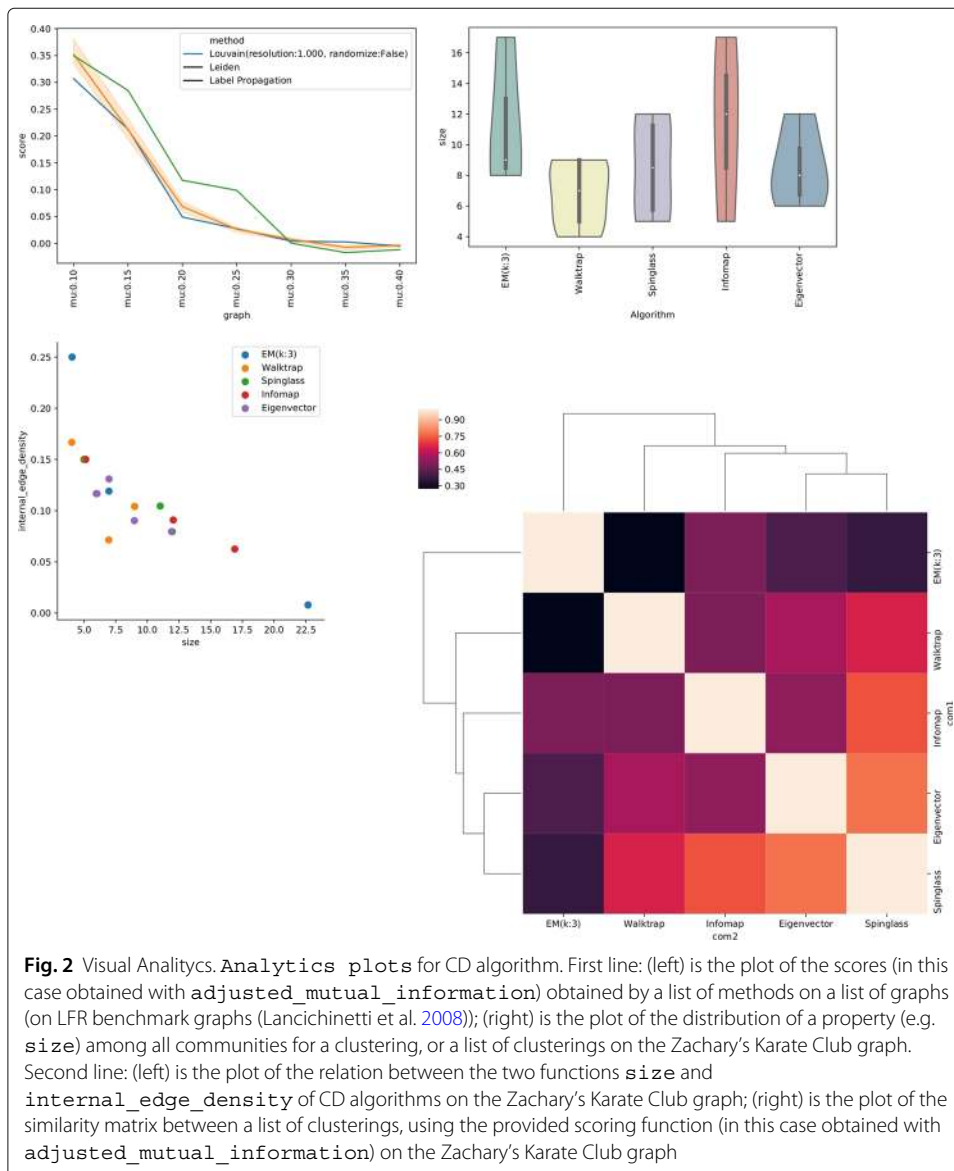 0.40
0.35
0.30
0.25
0.20
0.15
0.10
0.05
0.00
score
method
Louvain(resolution:1.000, randomize:False)
Leiden
Label Propagation
mu:0.10
mu:0.15
mu:0.20
mu:0.25
mu:0.30
mu:0.35
mu:0.40
graph
16
14
12
10
8
6
4
size
EM(k:3)
Walktrap
Spinglass
Infomap
Eigenvector
Algorithm
0.25
0.20
0.15
0.10
0.05
0.00
internal_edge_density
EM(k:3)
Walktrap
Spinglass
Infomap
Eigenvector
5.0 7.5 10.0 12.5 15.0 17.5 20.0 22.5
size
0.90
0.75
0.60
0.45
0.30
EM(k:3)
Walktrap
Infomap
Eigenvector
Spinglass
com1
EM(k:3) Walktrap Infomap Eigenvector Spinglass
com2
Fig. 2 Visual Analitycs. Analytics plots for CD algorithm. First line: (left) is the plot of the scores (in this
case obtained with adjusted_mutual_information) obtained by a list of methods on a list of graphs
(on LFR benchmark graphs (Lancichinetti et al. 2008)); (right) is the plot of the distribution of a property (e.g.
size) among all communities for a clustering, or a list of clusterings on the Zachary's Karate Club graph.
Second line: (left) is the plot of the relation between the two functions size and
internal_edge_density of CD algorithms on the Zachary's Karate Club graph; (right) is the plot of the
similarity matrix between a list of clusterings, using the provided scoring function (in this case obtained with
adjusted_mutual_information) on the Zachary's Karate Club graph